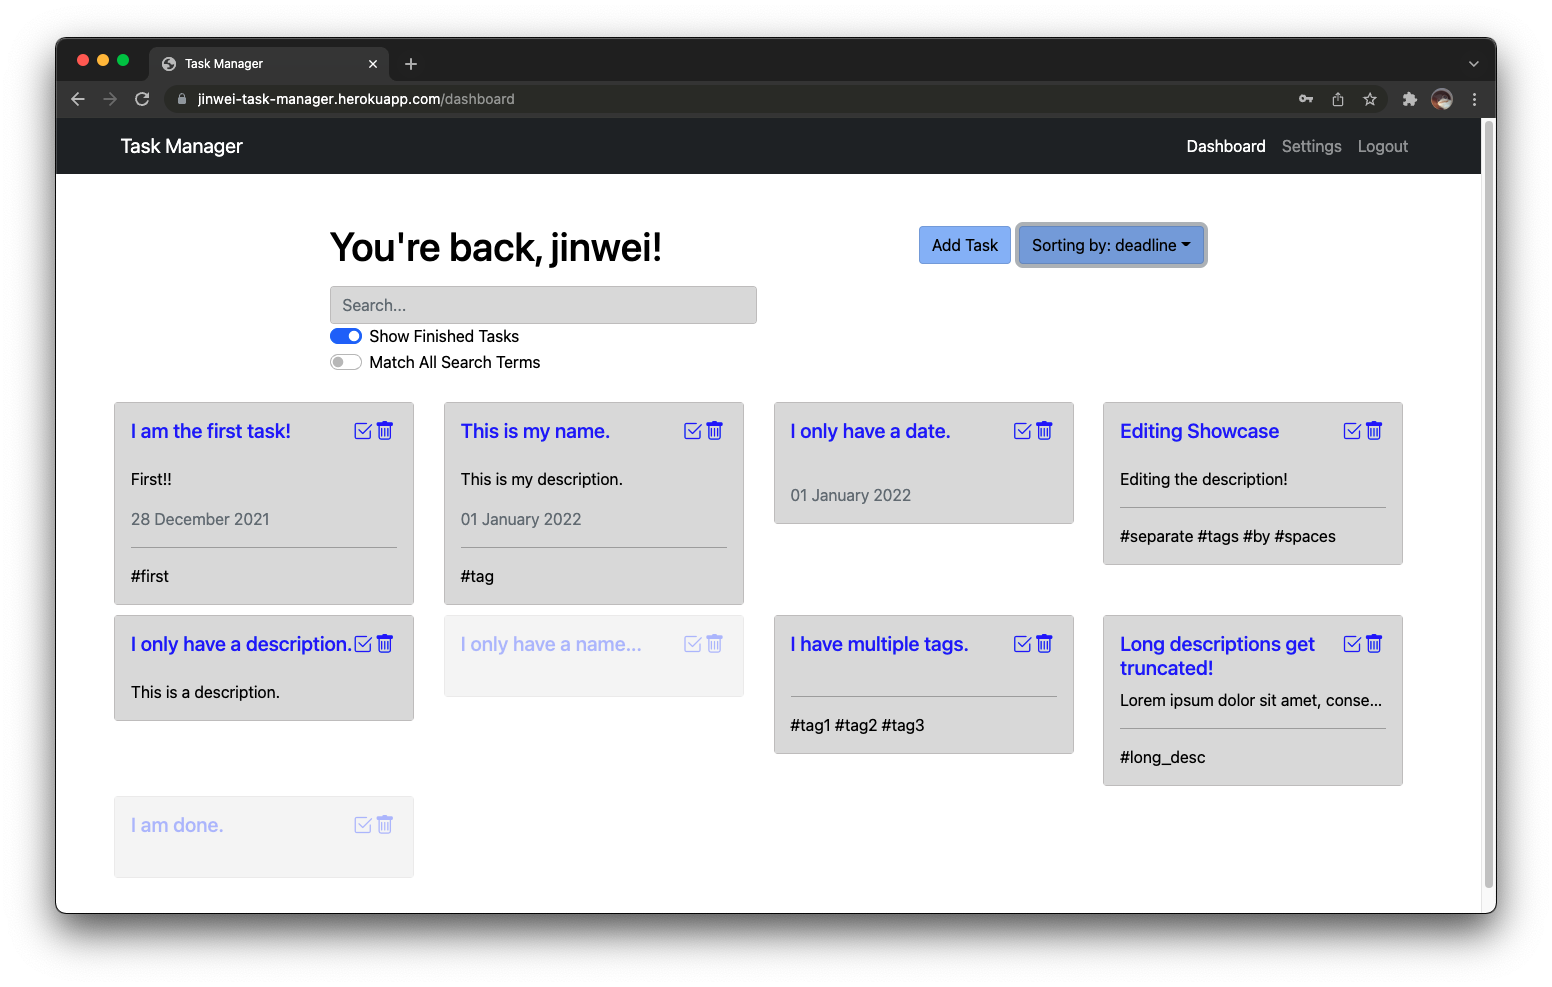 Task Manager
jinwei-task-manager.herokuapp.com/dashboard
Task Manager
Dashboard Settings Logout
You're back, jinwei!
Add Task
Sorting by: deadline
Search...
Show Finished Tasks
Match All Search Terms
I am the first task!
First!!
28 December 2021
#first
This is my name.
This is my description.
01 January 2022
#tag
I only have a date.
01 January 2022
Editing Showcase
Editing the description!
#separate #tags #by #spaces
I only have a description.
This is a description.
I only have a name...
I have multiple tags.
#tag1 #tag2 #tag3
Long descriptions get
truncated!
Lorem ipsum dolor sit amet, conse...
#long_desc
I am done.